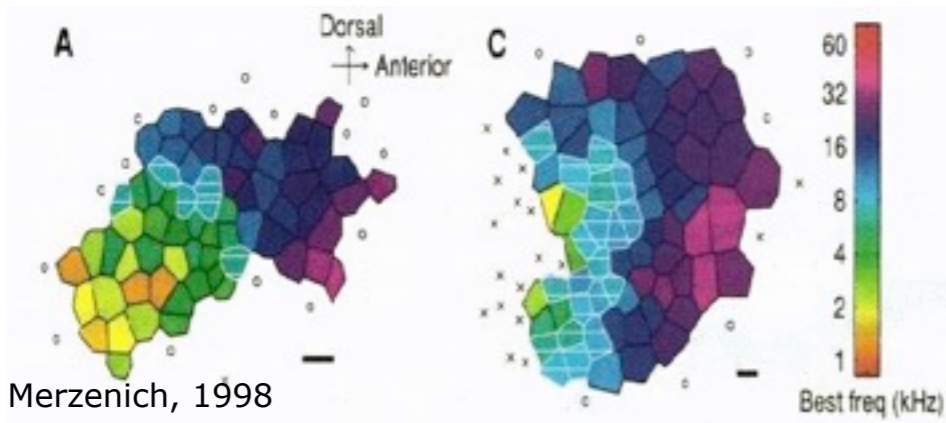 A
Dorsal
Anterior
C
60
32
16
8
4
2
1
Best freq (kHz)
Merzenich, 1998